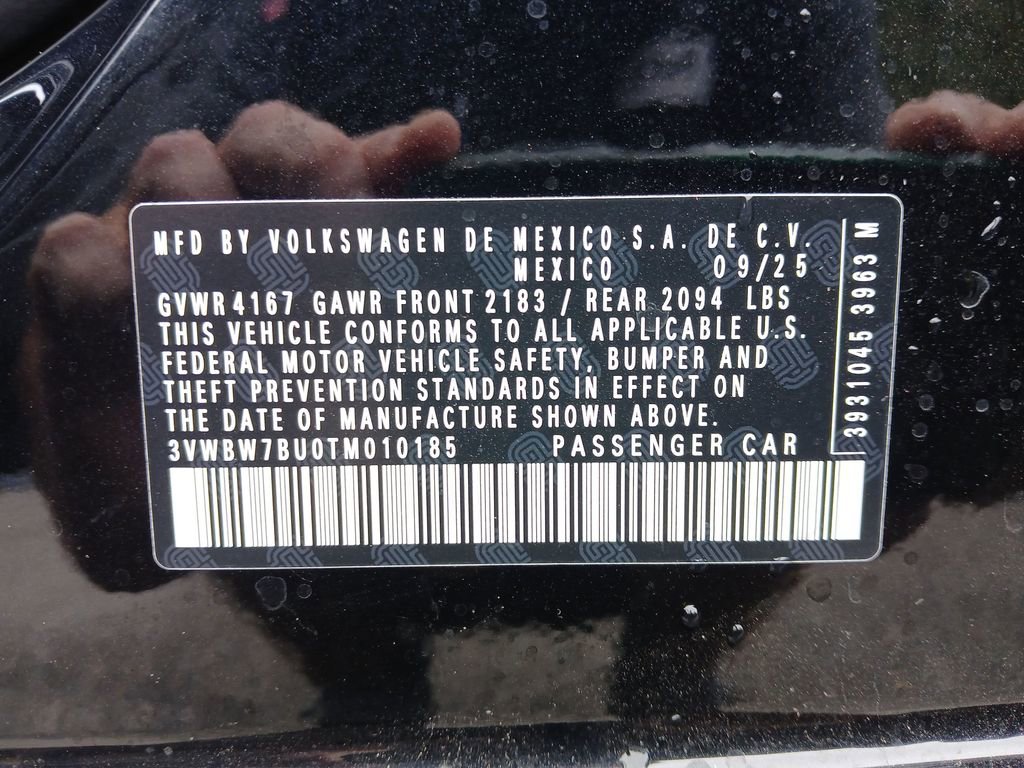 MFD BY VOLKSWAGEN DE MEXICO S.A. DE C.V.
MEXICO 09/25
GVWR 4167 GAWR FRONT 2183 / REAR 2094 LBS
THIS VEHICLE CONFORMS TO ALL APPLICABLE U.S.
FEDERAL MOTOR VEHICLE SAFETY, BUMPER AND
THEFT PREVENTION STANDARDS IN EFFECT ON
THE DATE OF MANUFACTURE SHOWN ABOVE.
3VWBW7BU0TM010185 PASSENGER CAR
3931045 3963 M